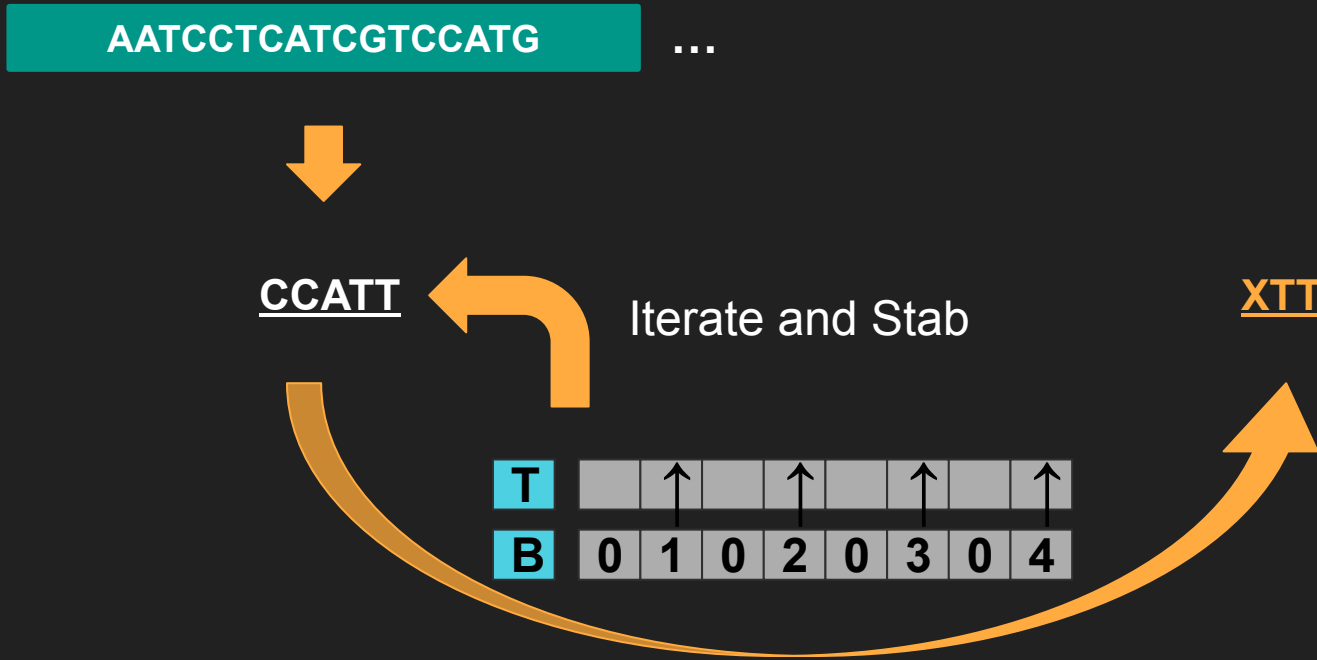 AATCCTCATCGTCCATG ...
CCATT
Iterate and Stab
XTT
T
B 0 1 0 2 0 3 0 4